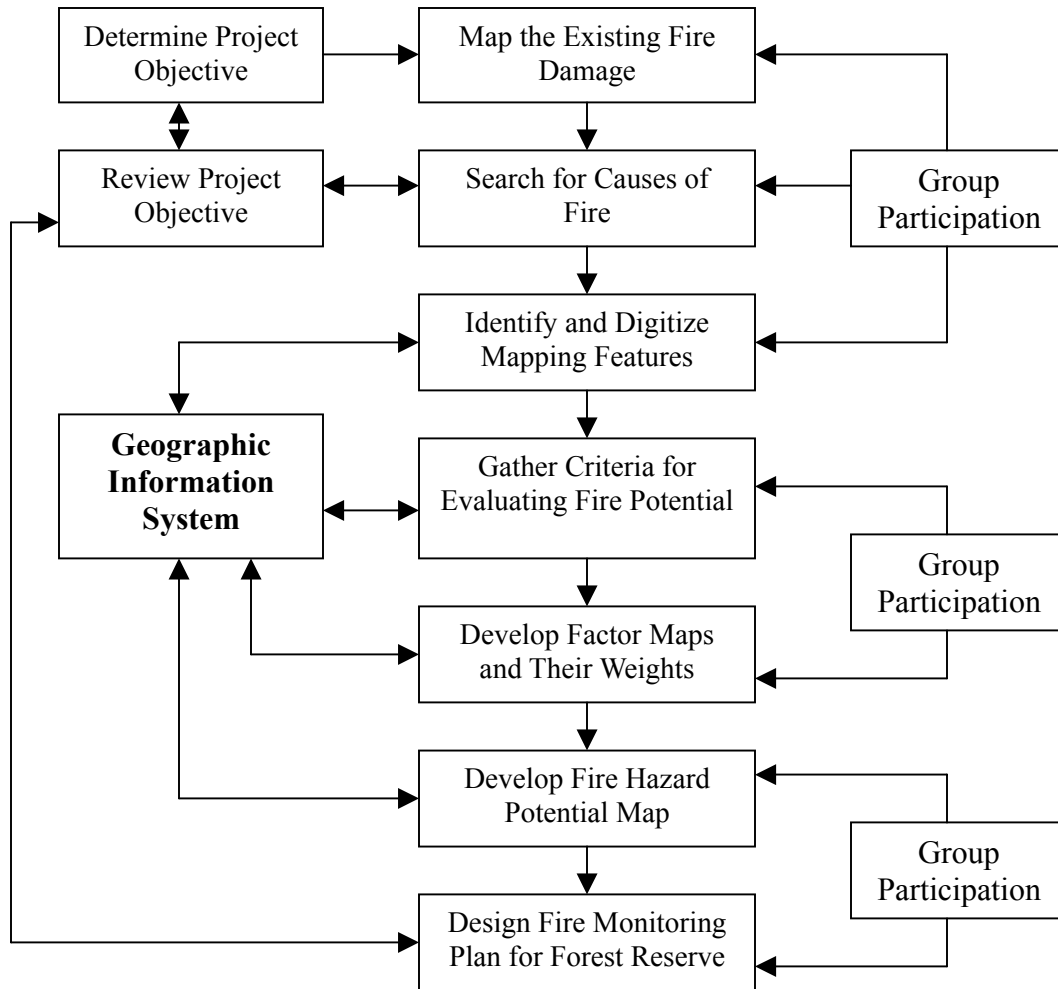 Determine Project
Objective
Map the Existing Fire
Damage
Review Project
Objective
Search for Causes of
Fire
Group
Participation
Identify and Digitize
Mapping Features
Geographic
Information
System
Gather Criteria for
Evaluating Fire Potential
Group
Participation
Develop Factor Maps
and Their Weights
Develop Fire Hazard
Potential Map
Group
Participation
Design Fire Monitoring
Plan for Forest Reserve